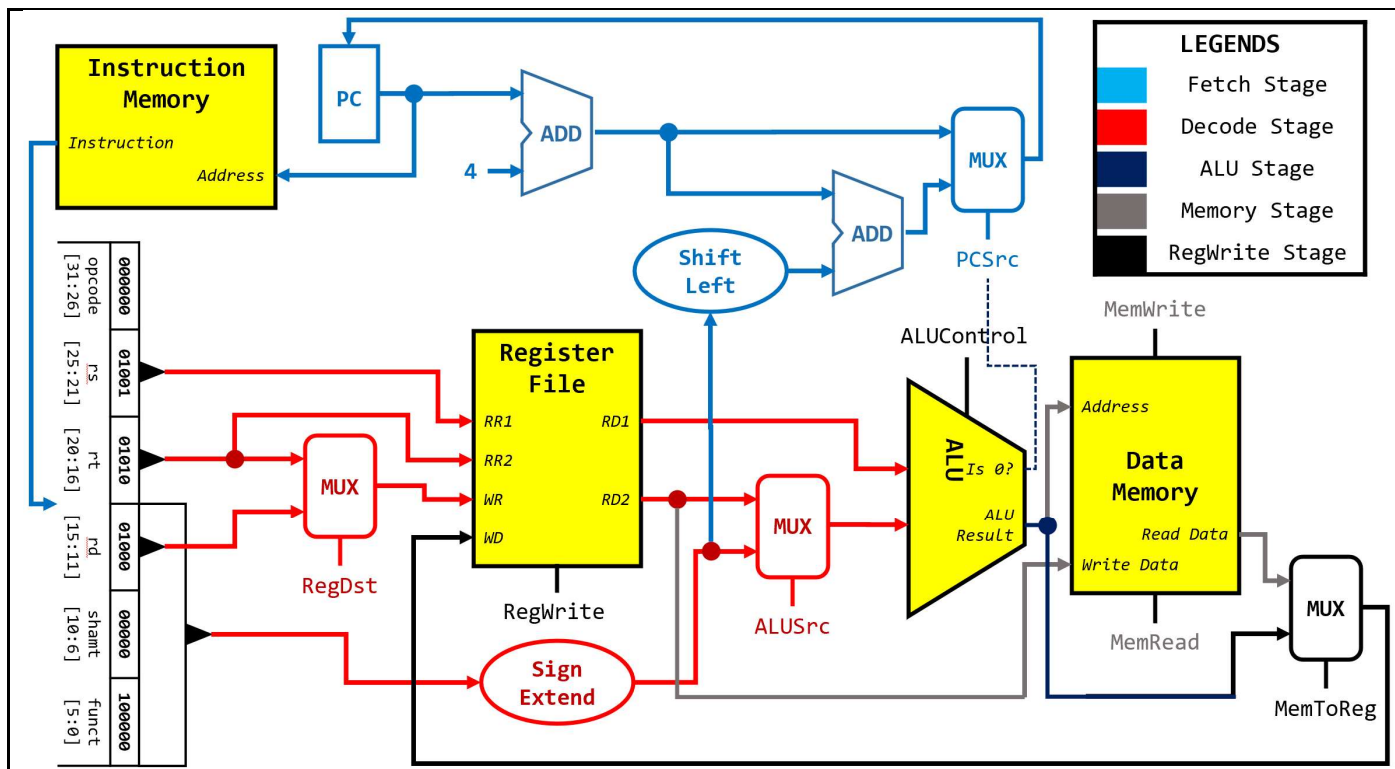 Instruction
Memory
Instruction
Address
PC
4
ADD
ADD
MUX
PCSrc
Shift
Left
LEGENDS
Fetch Stage
Decode Stage
ALU Stage
Memory Stage
RegWrite Stage
opcode
[31:26]
000000
rs
[25:21]
01001
rt
[20:16]
01010
rd
[15:11]
01000
shamt
[10:6]
00000
funct
[5:0]
100000
MUX
RegDst
Register
File
RR1
RR2
WR
WD
RD1
RD2
RegWrite
Sign
Extend
MUX
ALUSrc
ALUControl
ALU
Is 0?
ALU
Result
MemWrite
Address
Data
Memory
Read Data
Write Data
MemRead
MUX
MemToReg